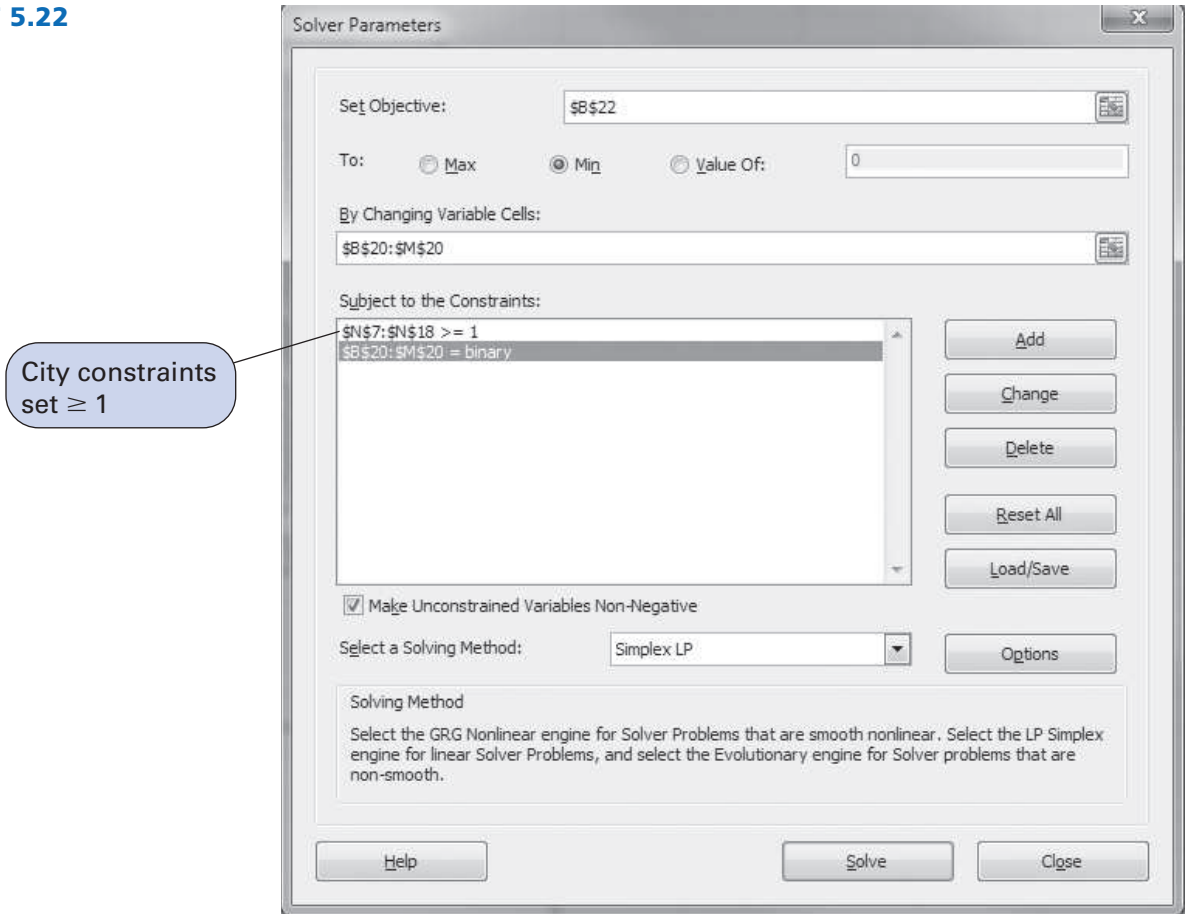 5.22
Solver Parameters
Set Objective:
$B$22
To:
Max
Min
Value Of:
0
By Changing Variable Cells:
$B$20:$M$20
Subject to the Constraints:
$N$7:$N$18 >= 1
$B$20:$M$20 = binary
City constraints
set ≥ 1
Add
Change
Delete
Reset All
Load/Save
Make Unconstrained Variables Non-Negative
Select a Solving Method:
Simplex LP
Options
Solving Method
Select the GRG Nonlinear engine for Solver Problems that are smooth nonlinear. Select the LP Simplex
engine for linear Solver Problems, and select the Evolutionary engine for Solver problems that are
non-smooth.
Help
Solve
Close